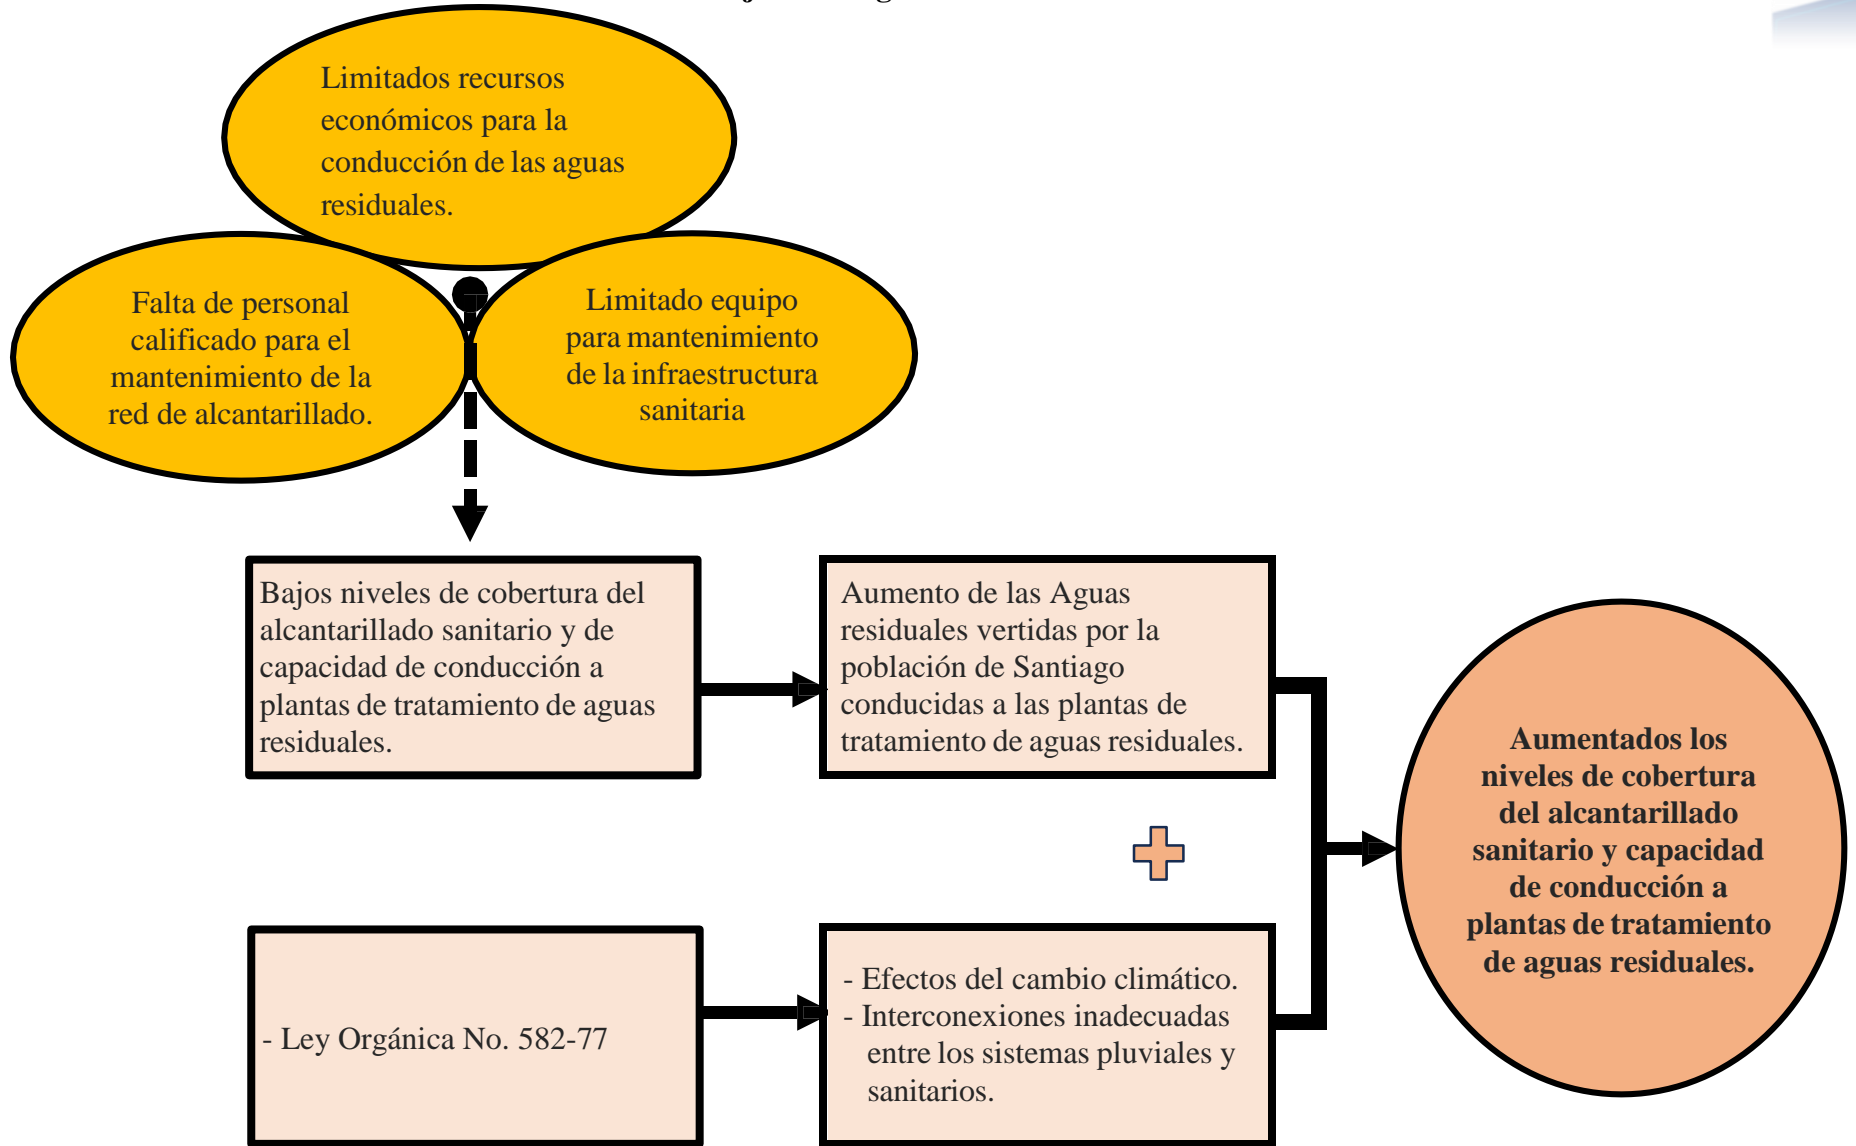 Limitados recursos
económicos para la
conducción de las aguas
residuales.
Falta de personal
calificado para el
mantenimiento de la
red de alcantarillado.
Limitado equipo
para mantenimiento
de la infraestructura
sanitaria
Bajos niveles de cobertura del
alcantarillado sanitario y de
capacidad de conducción a
plantas de tratamiento de aguas
residuales.
Aumento de las Aguas
residuales vertidas por la
población de Santiago
conducidas a las plantas de
tratamiento de aguas residuales.
Aumentados los
niveles de cobertura
del alcantarillado
sanitario y capacidad
de conducción a
plantas de tratamiento
de aguas residuales.
- Ley Orgánica No. 582-77
- Efectos del cambio climático.
- Interconexiones inadecuadas
entre los sistemas pluviales y
sanitarios.